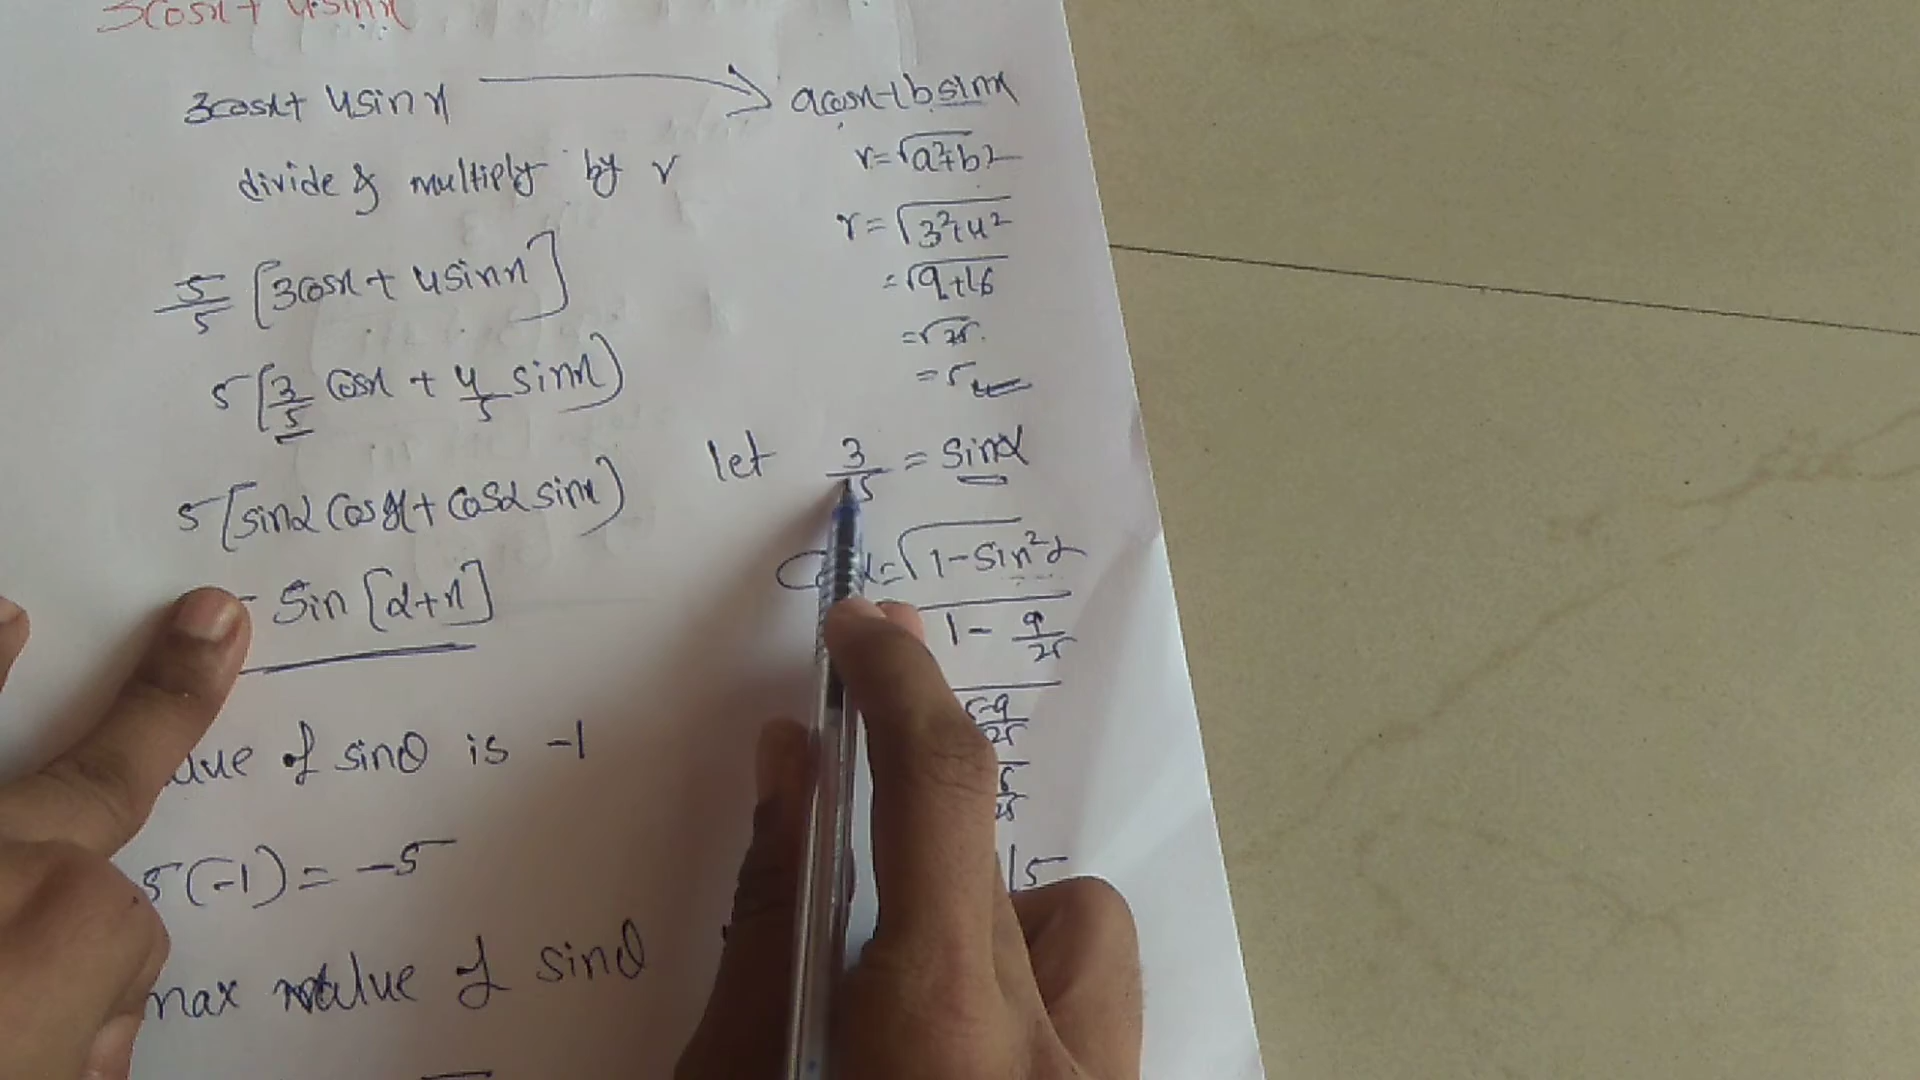 3cosx + 4sinx
3cosx + 4sinx
divide & multiply by r
5/5 [3cosx + 4sinx]
5[3/5 cosx + 4/5 sinx)
5[sinα cosx + cosα sinx)
Sin [α+x]
value of sinθ is -1
5(-1) = -5
max value of sinθ
acosx + bsinx
r = √a²+b²
r = √3²+4²
= √9+16
= √25
= 5
let 3/5 = sinα
= √1-Sin²α
1 - 9/25